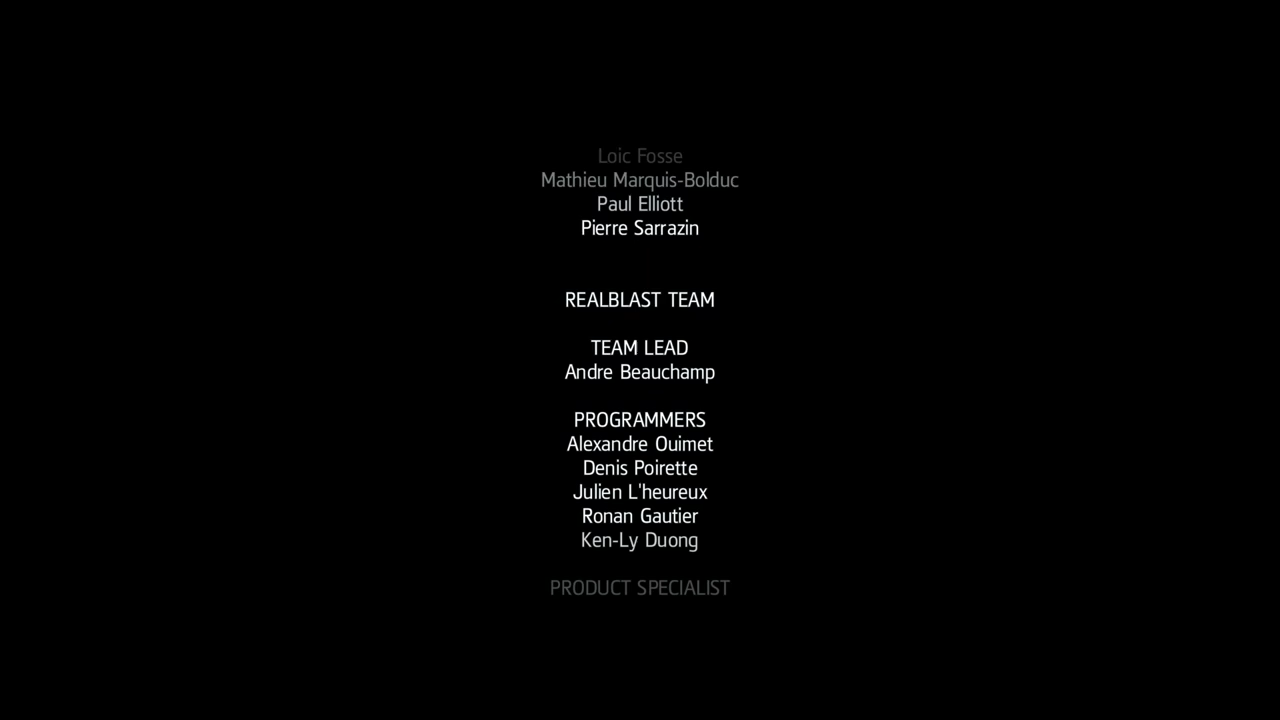 Loic Fosse
Mathieu Marquis-Bolduc
Paul Elliott
Pierre Sarrazin
REALBLAST TEAM
TEAM LEAD
Andre Beauchamp
PROGRAMMERS
Alexandre Ouimet
Denis Poirette
Julien L'heureux
Ronan Gautier
Ken-Ly Duong
PRODUCT SPECIALIST